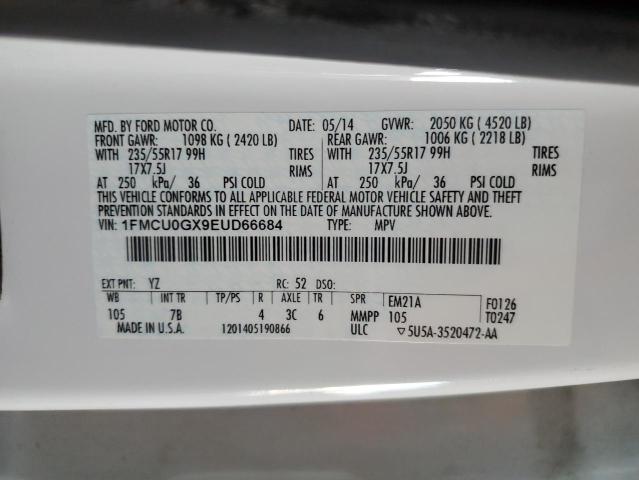 MFD. BY FORD MOTOR CO. DATE: 05/14 GVWR: 2050 KG ( 4520 LB)
FRONT GAWR: 1098 KG ( 2420 LB) REAR GAWR: 1006 KG ( 2218 LB)
WITH 235/55R17 99H TIRES WITH 235/55R17 99H TIRES
17X7.5J RIMS 17X7.5J RIMS
AT 250 kPa/ 36 PSI COLD AT 250 kPa/ 36 PSI COLD
THIS VEHICLE CONFORMS TO ALL APPLICABLE FEDERAL MOTOR VEHICLE SAFETY AND THEFT
PREVENTION STANDARDS IN EFFECT ON THE DATE OF MANUFACTURE SHOWN ABOVE.
VIN: 1FMCU0GX9EUD66684 TYPE: MPV
EXT PNT: YZ RC: 52 DSO:
WB INT TR TP/PS R AXLE TR SPR EM21A F0126
105 7B 4 3C 6 MMPP 105 T0247
MADE IN U.S.A. 1201405190866 ULC ▽5U5A-3520472-AA